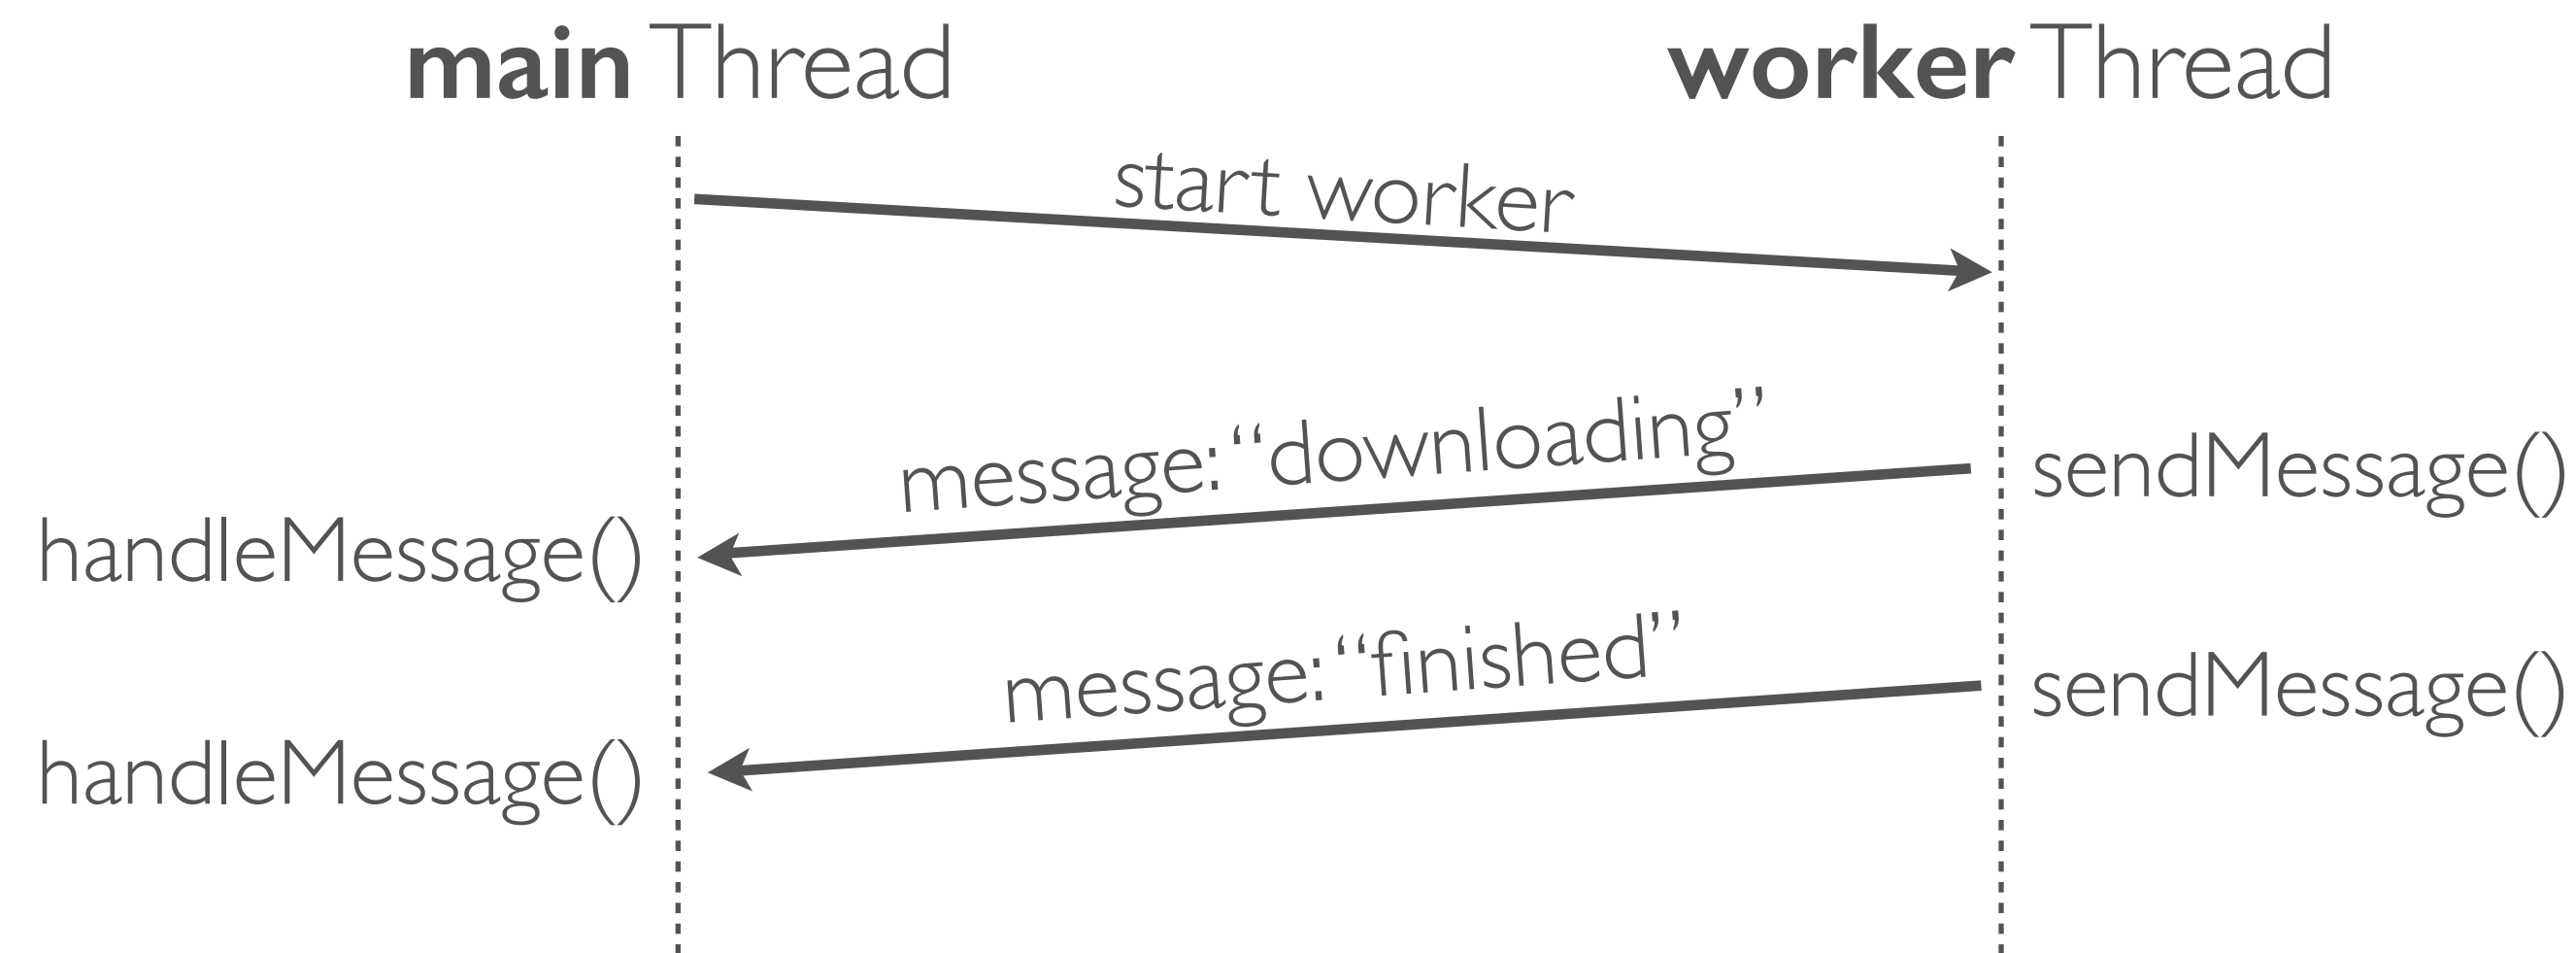 main Thread
worker Thread
start worker
message: “downloading”
sendMessage()
handleMessage()
message: “finished”
sendMessage()
handleMessage()